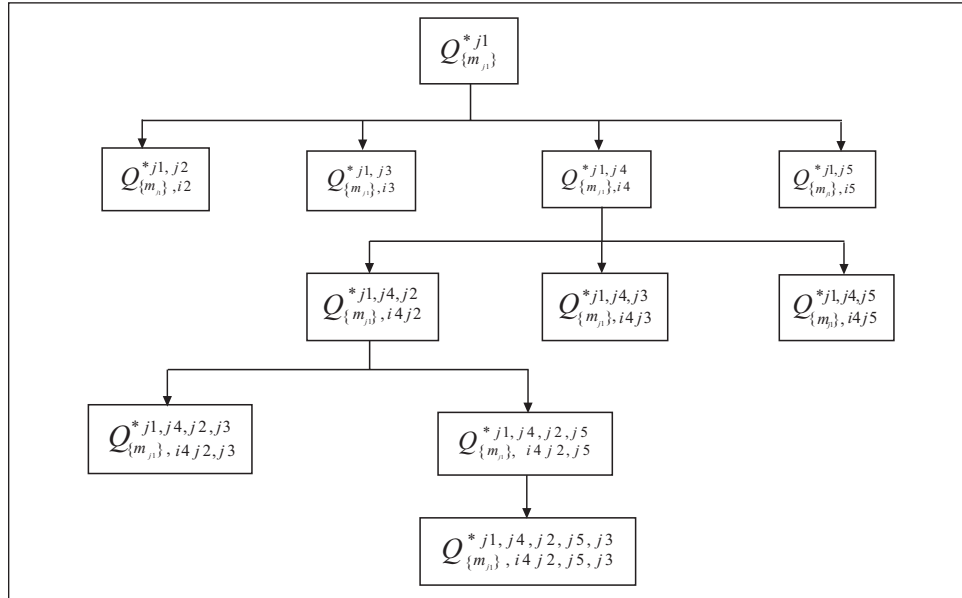 Q*j1{m_j1}
Q*j1,j2{m_j1},i2
Q*j1,j3{m_j1},i3
Q*j1,j4{m_j1},i4
Q*j1,j5{m_j1},i5
Q*j1,j4,j2{m_j1},i4j2
Q*j1,j4,j3{m_j1},i4j3
Q*j1,j4,j5{m_j1},i4j5
Q*j1,j4,j2,j3{m_j1},i4j2,j3
Q*j1,j4,j2,j5{m_j1},i4j2,j5
Q*j1,j4,j2,j5,j3{m_j1},i4j2,j5,j3